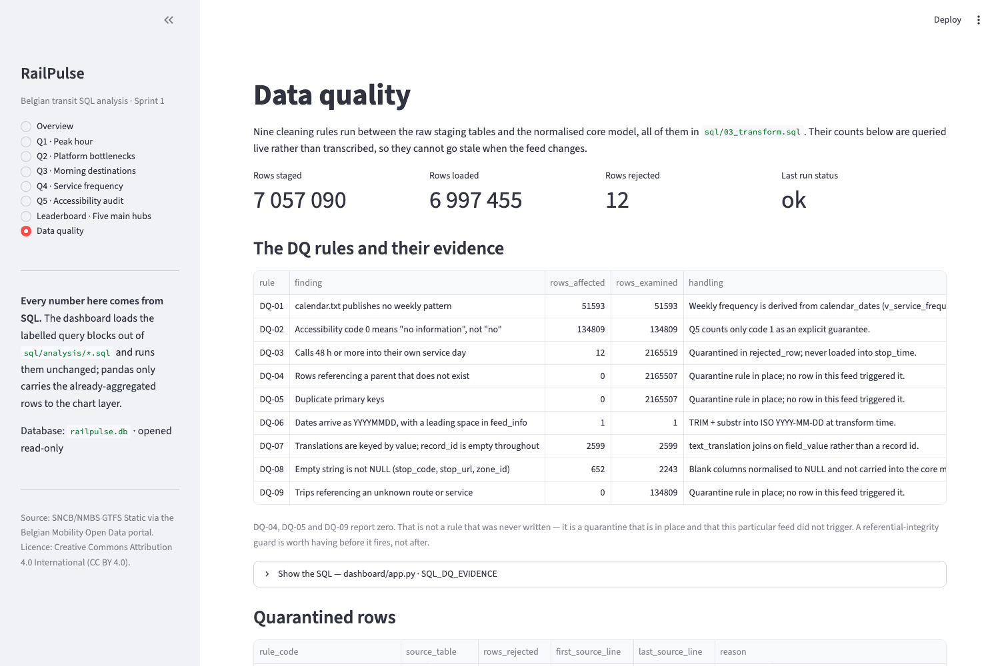 Deploy
RailPulse
Belgian transit SQL analysis · Sprint 1
Overview
Q1 · Peak hour
Q2 · Platform bottlenecks
Q3 · Morning destinations
Q4 · Service frequency
Q5 · Accessibility audit
Leaderboard · Five main hubs
Data quality
Every number here comes from
SQL. The dashboard loads the
labelled query blocks out of
sql/analysis/*.sql and runs
them unchanged; pandas only
carries the already-aggregated
rows to the chart layer.
Database: railpulse.db · opened
read-only
Source: SNCB/NMBS GTFS Static via the
Belgian Mobility Open Data portal.
Licence: Creative Commons Attribution
4.0 International (CC BY 4.0).
Data quality
Nine cleaning rules run between the raw staging tables and the normalised core model, all of them in sql/03_transform.sql . Their counts below are queried
live rather than transcribed, so they cannot go stale when the feed changes.
Rows staged Rows loaded Rows rejected Last run status
7 057 090 6 997 455 12 ok
The DQ rules and their evidence
rule finding rows_affected rows_examined handling
DQ-01 calendar.txt publishes no weekly pattern 51593 51593 Weekly frequency is derived from calendar_dates (v_service_frequ
DQ-02 Accessibility code 0 means "no information", not "no" 134809 134809 Q5 counts only code 1 as an explicit guarantee.
DQ-03 Calls 48 h or more into their own service day 12 2165519 Quarantined in rejected_row; never loaded into stop_time.
DQ-04 Rows referencing a parent that does not exist 0 2165507 Quarantine rule in place; no row in this feed triggered it.
DQ-05 Duplicate primary keys 0 2165507 Quarantine rule in place; no row in this feed triggered it.
DQ-06 Dates arrive as YYYYMMDD, with a leading space in feed_info 1 1 TRIM + substr into ISO YYYY-MM-DD at transform time.
DQ-07 Translations are keyed by value; record_id is empty throughout 2599 2599 text_translation joins on field_value rather than a record id.
DQ-08 Empty string is not NULL (stop_code, stop_url, zone_id) 652 2243 Blank columns normalised to NULL and not carried into the core m
DQ-09 Trips referencing an unknown route or service 0 134809 Quarantine rule in place; no row in this feed triggered it.
DQ-04, DQ-05 and DQ-09 report zero. That is not a rule that was never written — it is a quarantine that is in place and that this particular feed did not trigger. A referential-integrity
guard is worth having before it fires, not after.
Show the SQL — dashboard/app.py · SQL_DQ_EVIDENCE
Quarantined rows
rule_code source_table rows_rejected first_source_line last_source_line reason